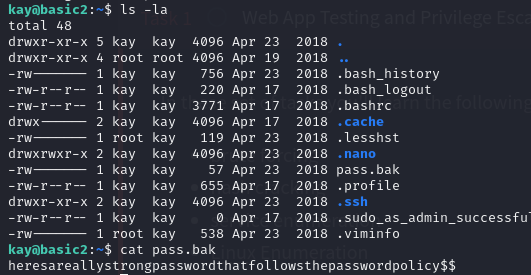 Web App Testing and Privilege Esca
kay@basic2:~$ ls -la
total 48
drwxr-xr-x 5 kay  kay  4096 Apr 23  2018 .
drwxr-xr-x 4 root root 4096 Apr 19  2018 ..
-rw------- 1 kay  kay   756 Apr 23  2018 .bash_history
-rw-r--r-- 1 kay  kay   220 Apr 17  2018 .bash_logout
-rw-r--r-- 1 kay  kay  3771 Apr 17  2018 .bashrc
drwx------ 2 kay  kay  4096 Apr 17  2018 .cache
-rw------- 1 root kay   119 Apr 23  2018 .lesshst
drwxrwxr-x 2 kay  kay  4096 Apr 23  2018 .nano
-rw------- 1 kay  kay    57 Apr 23  2018 pass.bak
-rw-r--r-- 1 kay  kay   655 Apr 17  2018 .profile
drwxr-xr-x 2 kay  kay  4096 Apr 23  2018 .ssh
-rw-r--r-- 1 kay  kay     0 Apr 17  2018 .sudo_as_admin_successful
-rw------- 1 root kay   538 Apr 23  2018 .viminfo
kay@basic2:~$ cat pass.bak
heresareallystrongpasswordthatfollowsthepasswordpolicy$$